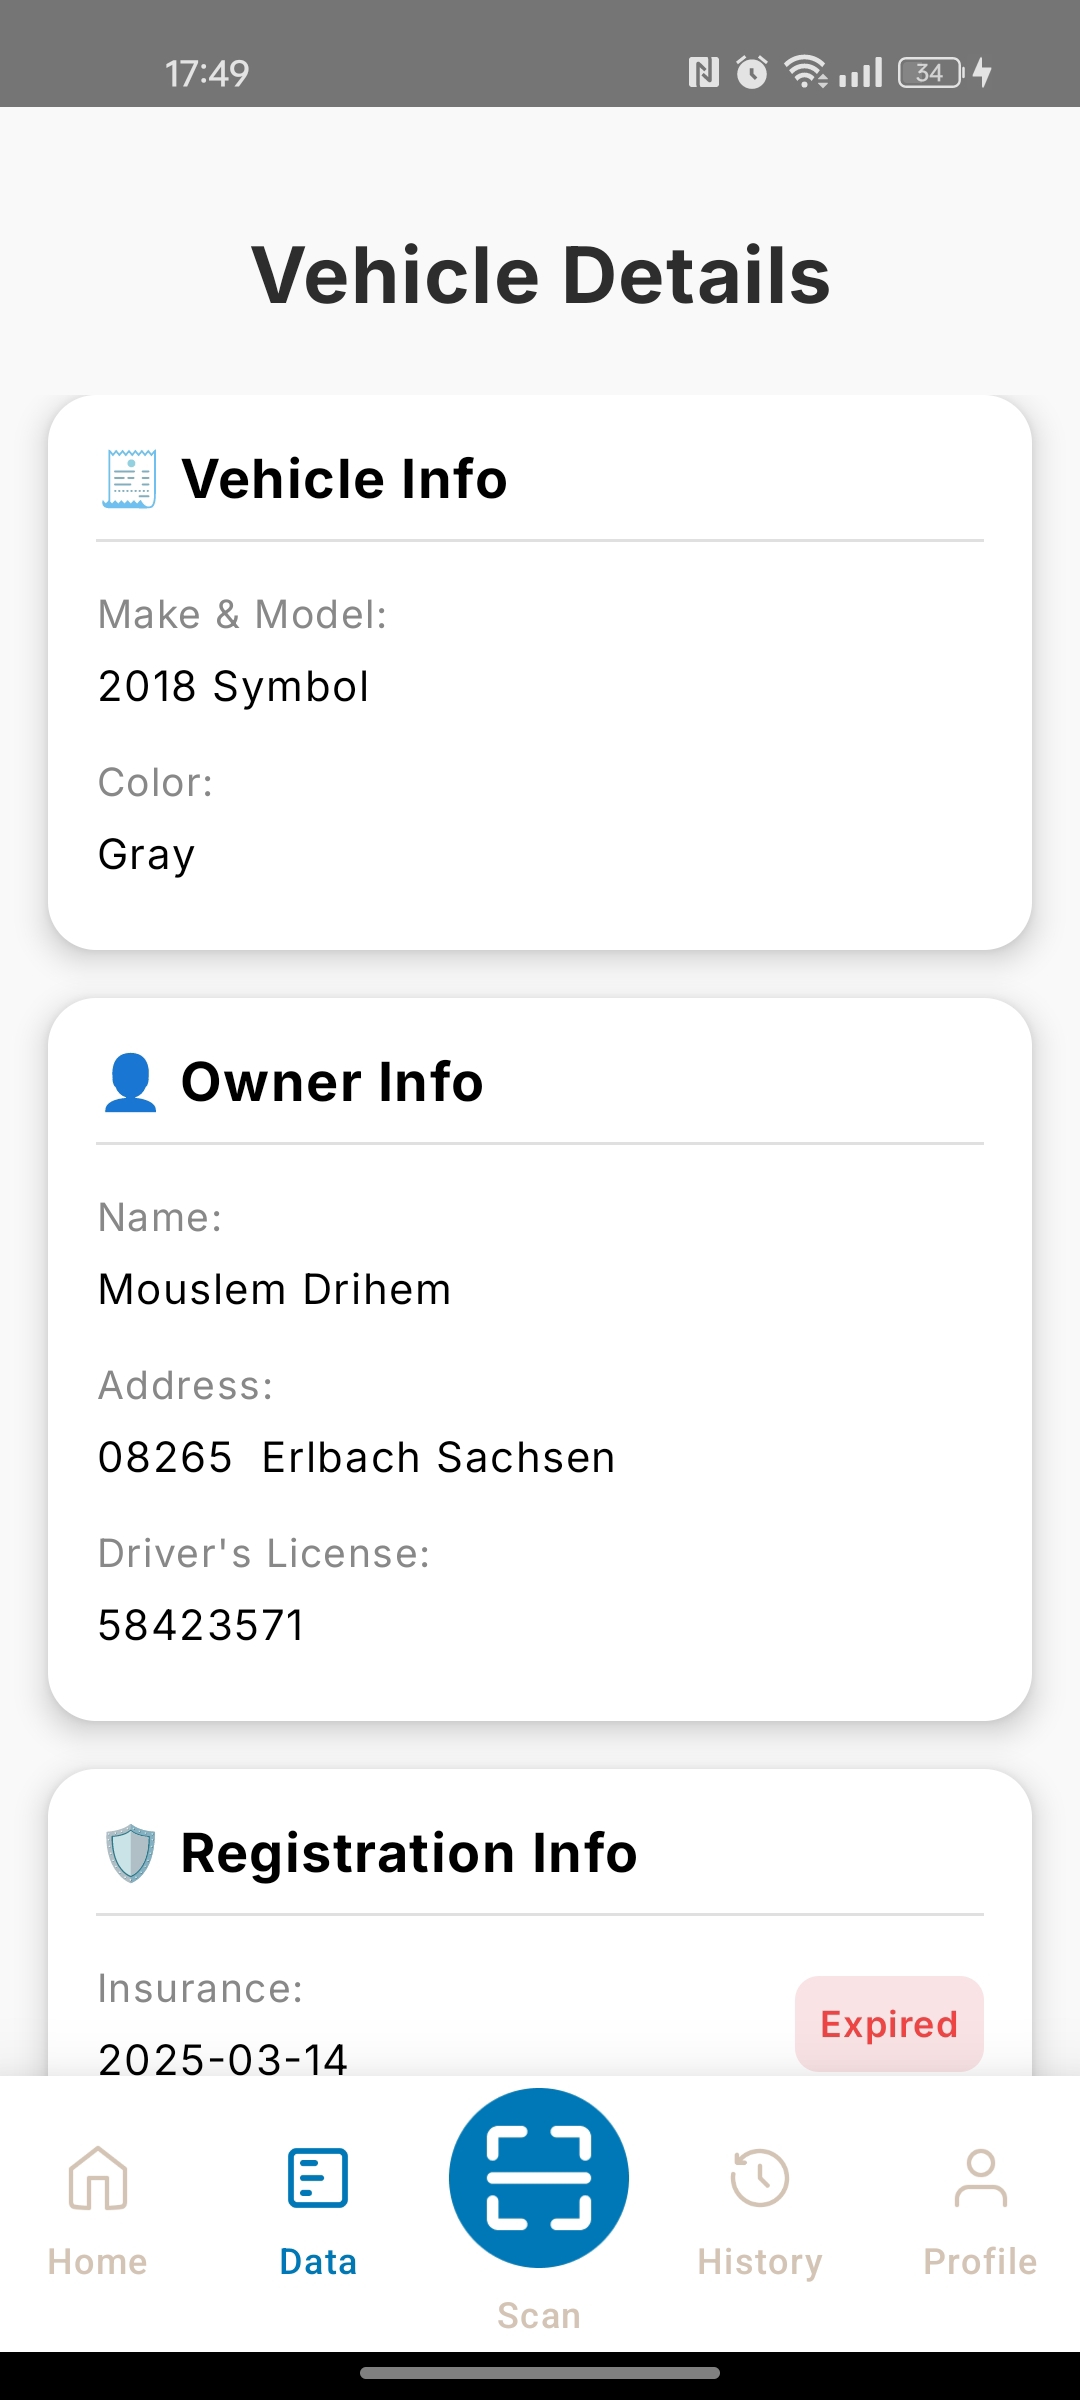 17:49
34
Vehicle Details
Vehicle Info
Make & Model:
2018 Symbol
Color:
Gray
Owner Info
Name:
Mouslem Drihem
Address:
08265  Erlbach Sachsen
Driver's License:
58423571
Registration Info
Insurance:
Expired
2025-03-14
Home
Data
Scan
History
Profile